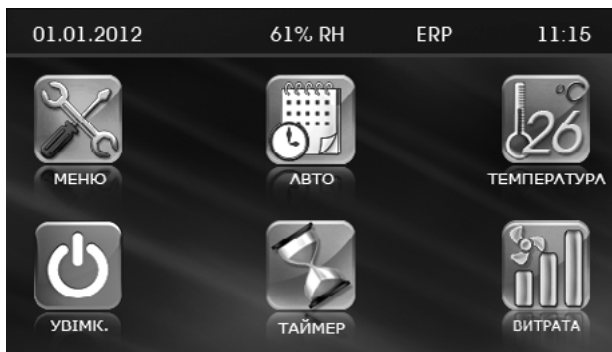 01.01.2012 61% RH ERP 11:15
°C
26
МЕНЮ АВТО ТЕМПЕРАТУРА
УВІМК. ТАЙМЕР ВИТРАТА